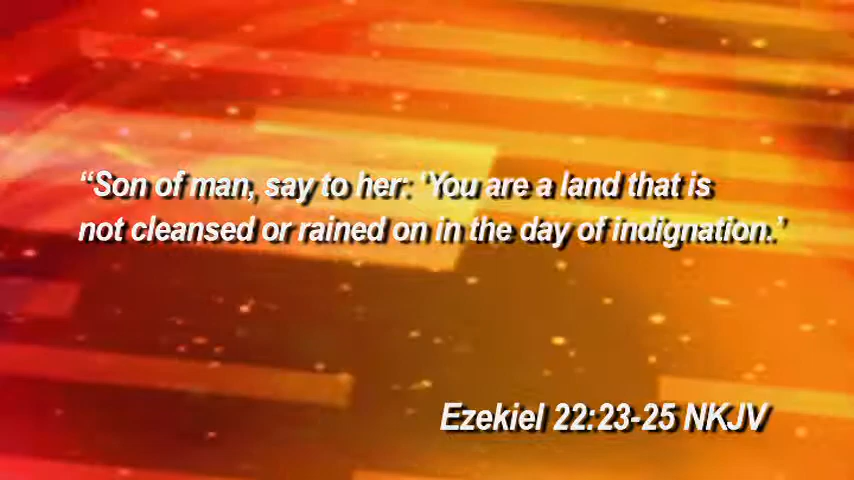 “Son of man, say to her: ‘You are a land that is
not cleansed or rained on in the day of indignation.’
Ezekiel 22:23-25 NKJV